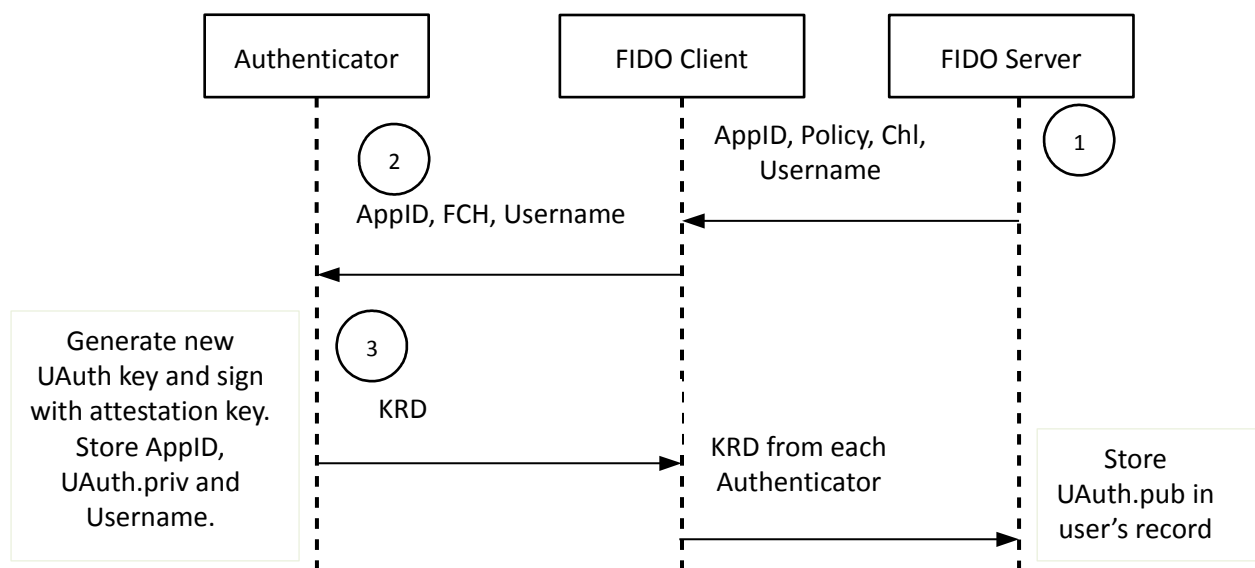 Authenticator
FIDO Client
FIDO Server
AppID, Policy, Chl,
Username
1
2
AppID, FCH, Username
Generate new
UAuth key and sign
with attestation key.
Store AppID,
UAuth.priv and
Username.
3
KRD
KRD from each
Authenticator
Store
UAuth.pub in
user’s record